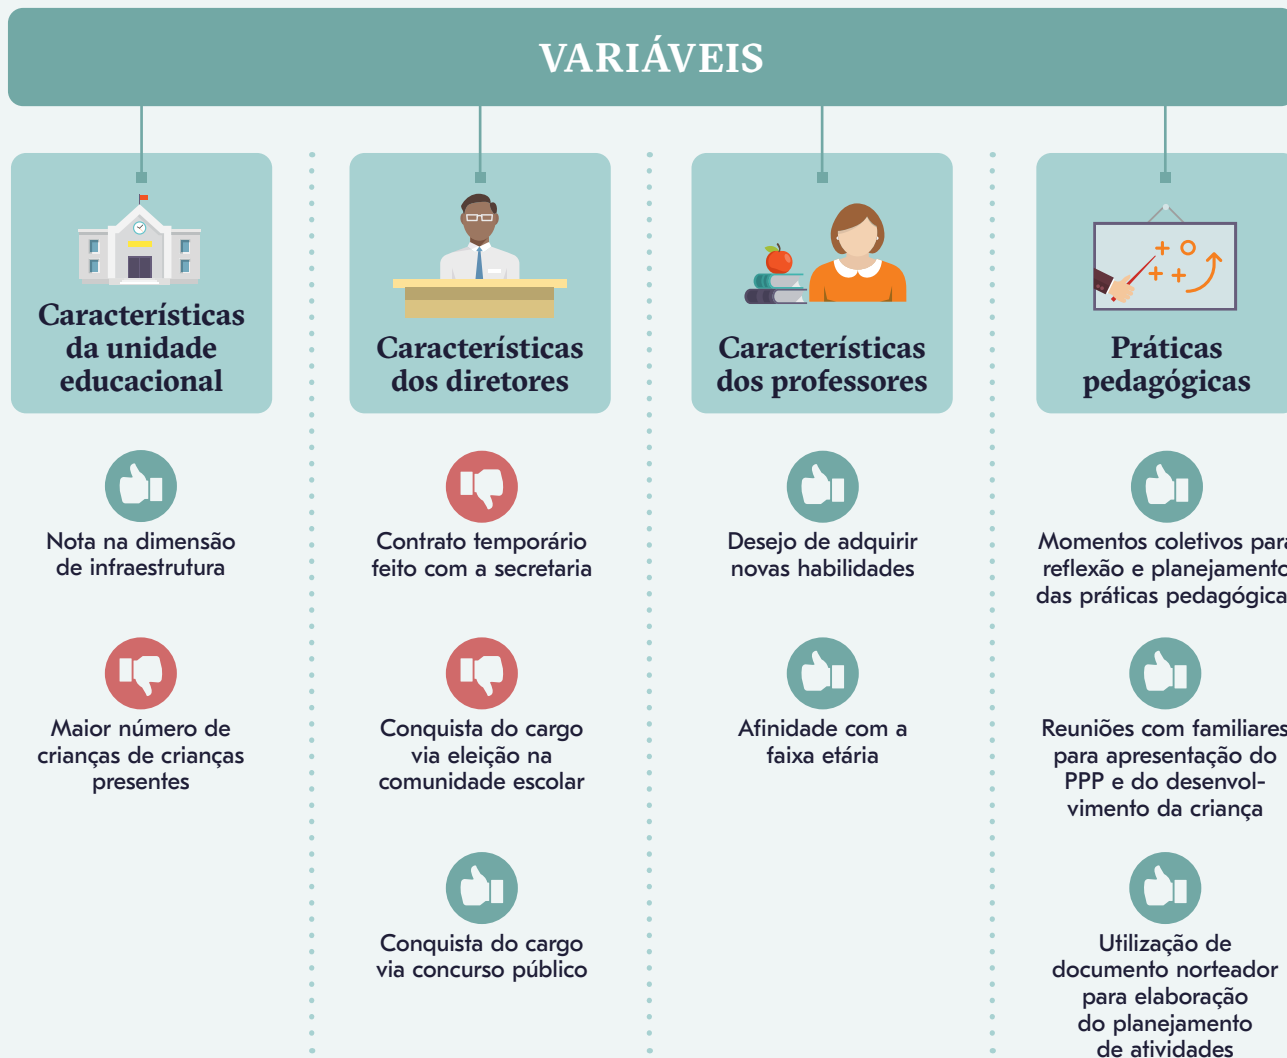 VARIÁVEIS
Características
da unidade
educacional
Nota na dimensão
de infraestrutura
Maior número de
crianças de crianças
presentes
Características
dos diretores
Contrato temporário
feito com a secretaria
Conquista do cargo
via eleição na
comunidade escolar
Conquista do cargo
via concurso público
Características
dos professores
Desejo de adquirir
novas habilidades
Afinidade com a
faixa etária
Práticas
pedagógicas
Momentos coletivos para
reflexão e planejamento
das práticas pedagógica
Reuniões com familiares
para apresentação do
PPP e do desenvol-
vimento da criança
Utilização de
documento norteador
para elaboração
do planejamento
de atividades